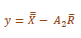 y = X̿ − A₂R̅